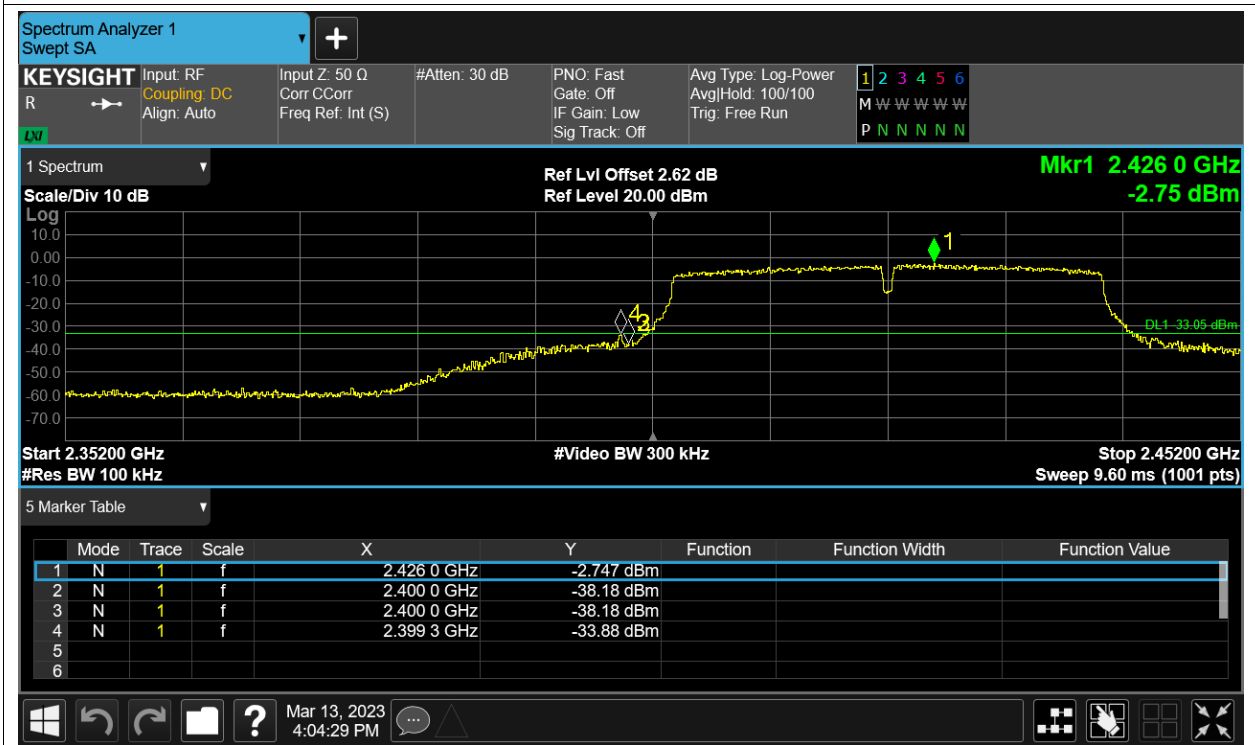 Spectrum Analyzer 1
Swept SA
KEYSIGHT Input: RF Input Z: 50 Ω #Atten: 30 dB PNO: Fast Avg Type: Log-Power 1 2 3 4 5 6
R Coupling: DC Corr CCorr Gate: Off Avg|Hold: 100/100 M W W W W W
Align: Auto Freq Ref: Int (S) IF Gain: Low Trig: Free Run
LXI Sig Track: Off P N N N N N
1 Spectrum Ref Lvl Offset 2.62 dB Mkr1 2.426 0 GHz
Scale/Div 10 dB Ref Level 20.00 dBm -2.75 dBm
Log
10.0
1
0.00
-10.0
-20.0
4
-30.0
DL1 -33.05 dBm
-40.0
-50.0
-60.0
-70.0
Start 2.35200 GHz #Video BW 300 kHz Stop 2.45200 GHz
#Res BW 100 kHz Sweep 9.60 ms (1001 pts)
5 Marker Table
Mode Trace Scale X Y Function Function Width Function Value
1 N 1 f 2.426 0 GHz -2.747 dBm
2 N 1 f 2.400 0 GHz -38.18 dBm
3 N 1 f 2.400 0 GHz -38.18 dBm
4 N 1 f 2.399 3 GHz -33.88 dBm
5
6
? Mar 13, 2023
4:04:29 PM